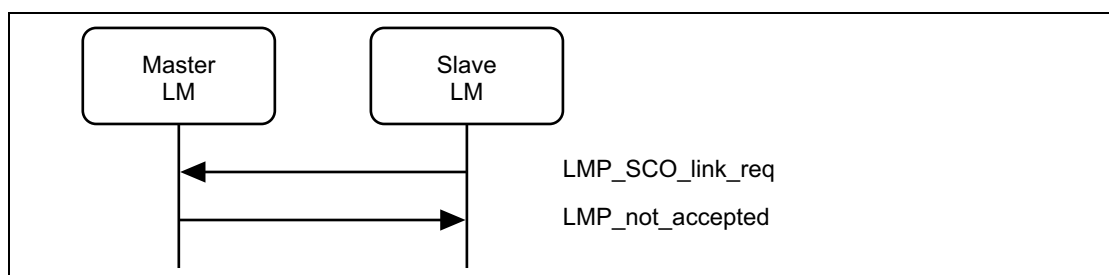 Master
LM
Slave
LM
LMP_SCO_link_req
LMP_not_accepted